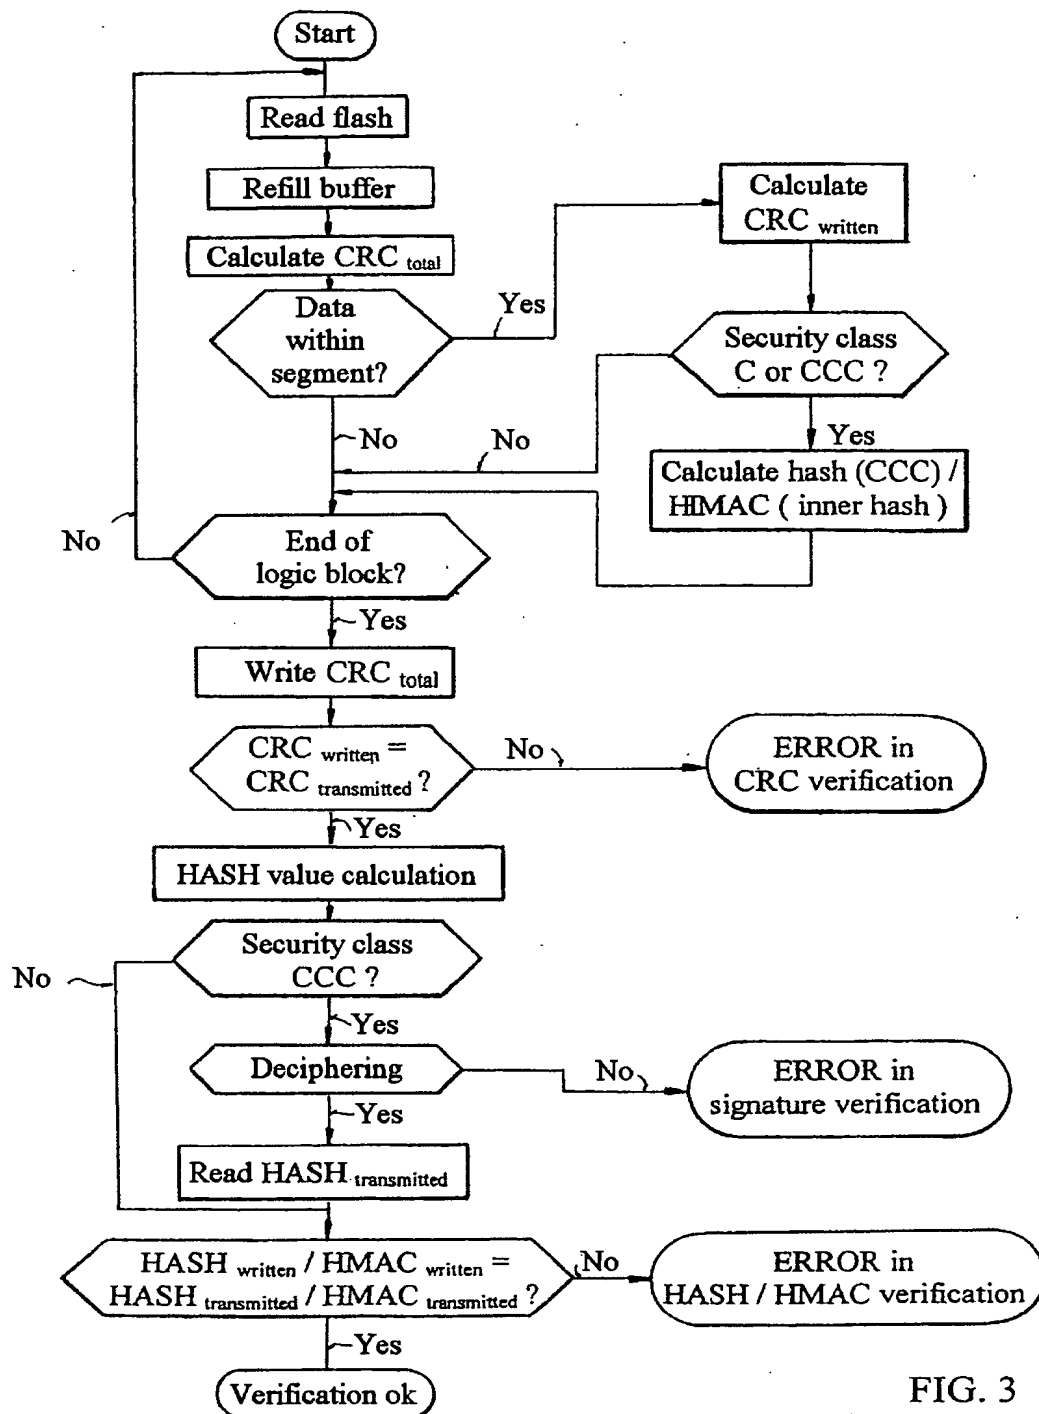 Start
Read flash
Refill buffer
Calculate CRC total
Data
within
segment?
Yes
Calculate
CRC written
Security class
C or CCC ?
Yes
No
No
Calculate hash (CCC) /
HIMAC ( inner hash )
No
End of
logic block?
Yes
Write CRC total
CRC written =
CRC transmitted ?
No
ERROR in
CRC verification
Yes
HASH value calculation
Security class
CCC ?
No
Yes
Deciphering
No
ERROR in
signature verification
Yes
Read HASH transmitted
HASH written / HMAC written =
HASH transmitted / HMAC transmitted ?
No
ERROR in
HASH / HMAC verification
Yes
Verification ok
FIG. 3